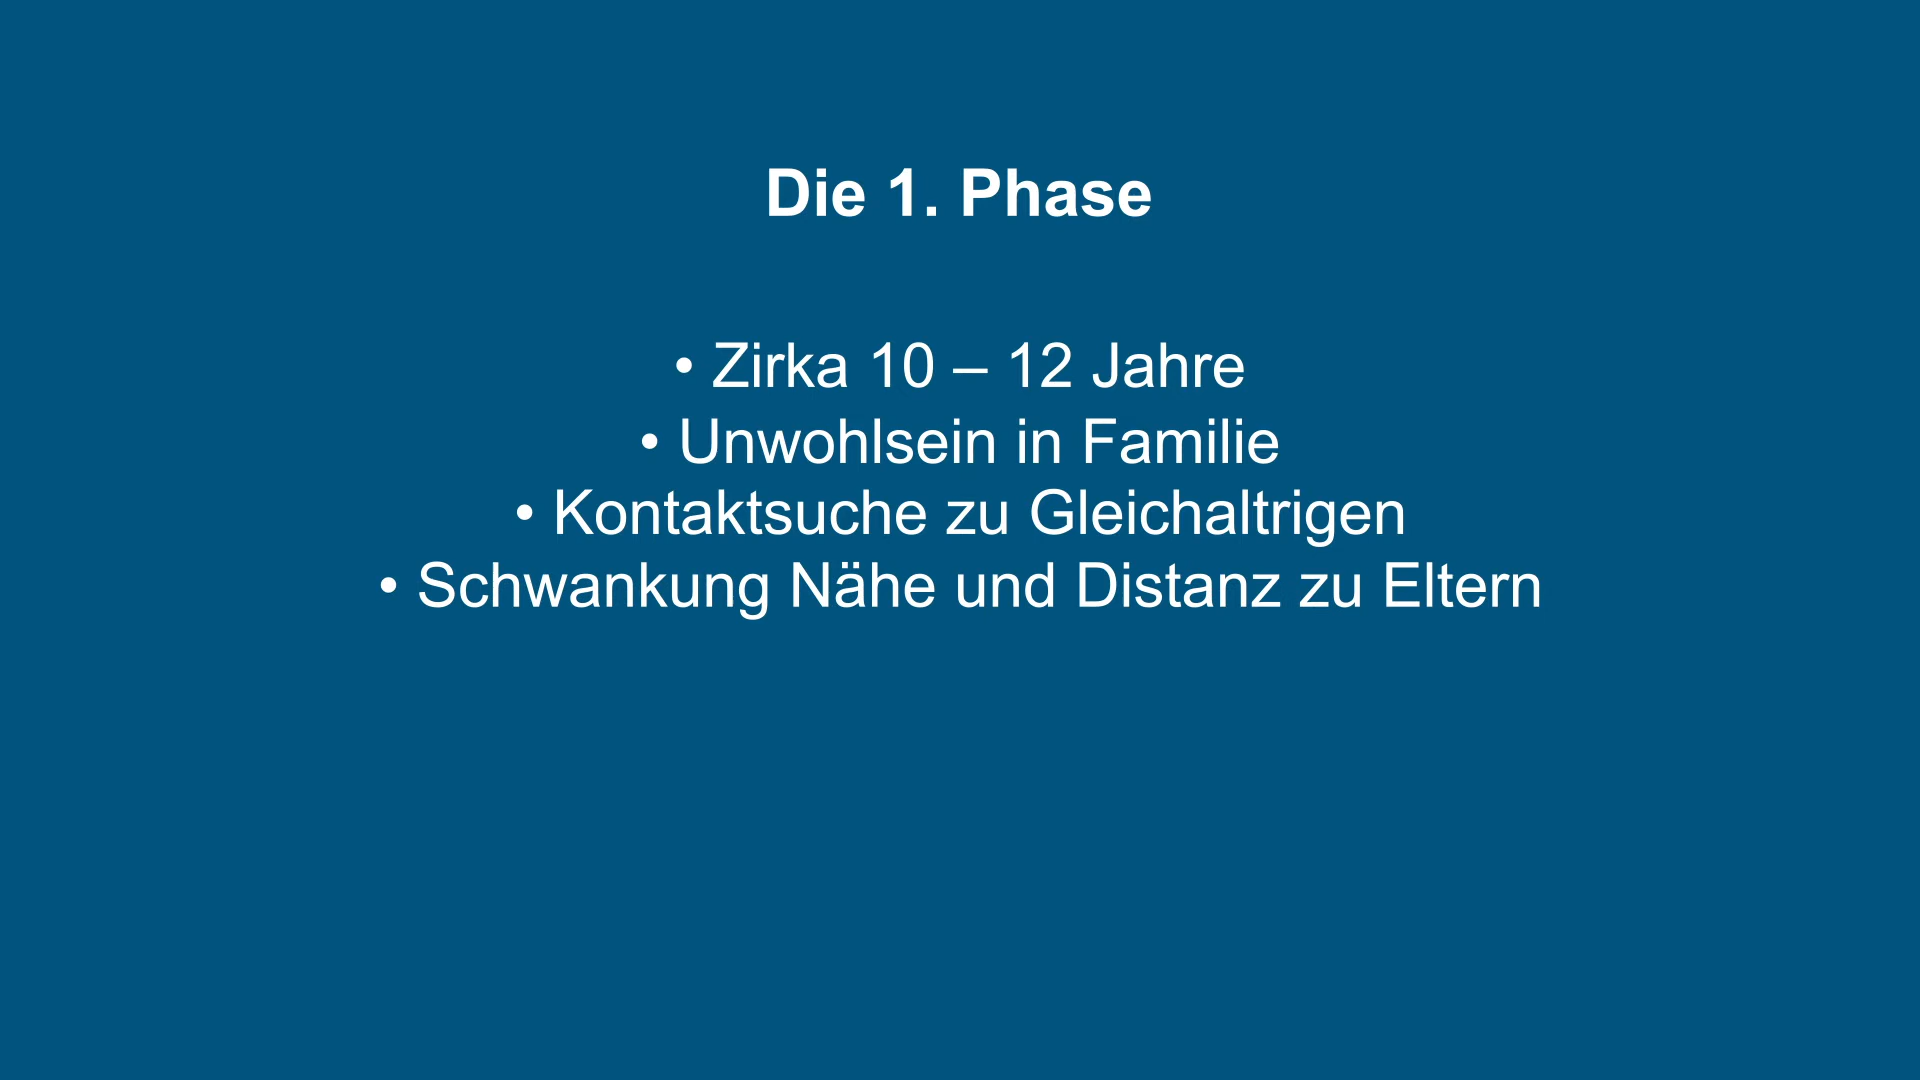 Die 1. Phase
• Zirka 10 – 12 Jahre
• Unwohlsein in Familie
• Kontaktsuche zu Gleichaltrigen
• Schwankung Nähe und Distanz zu Eltern